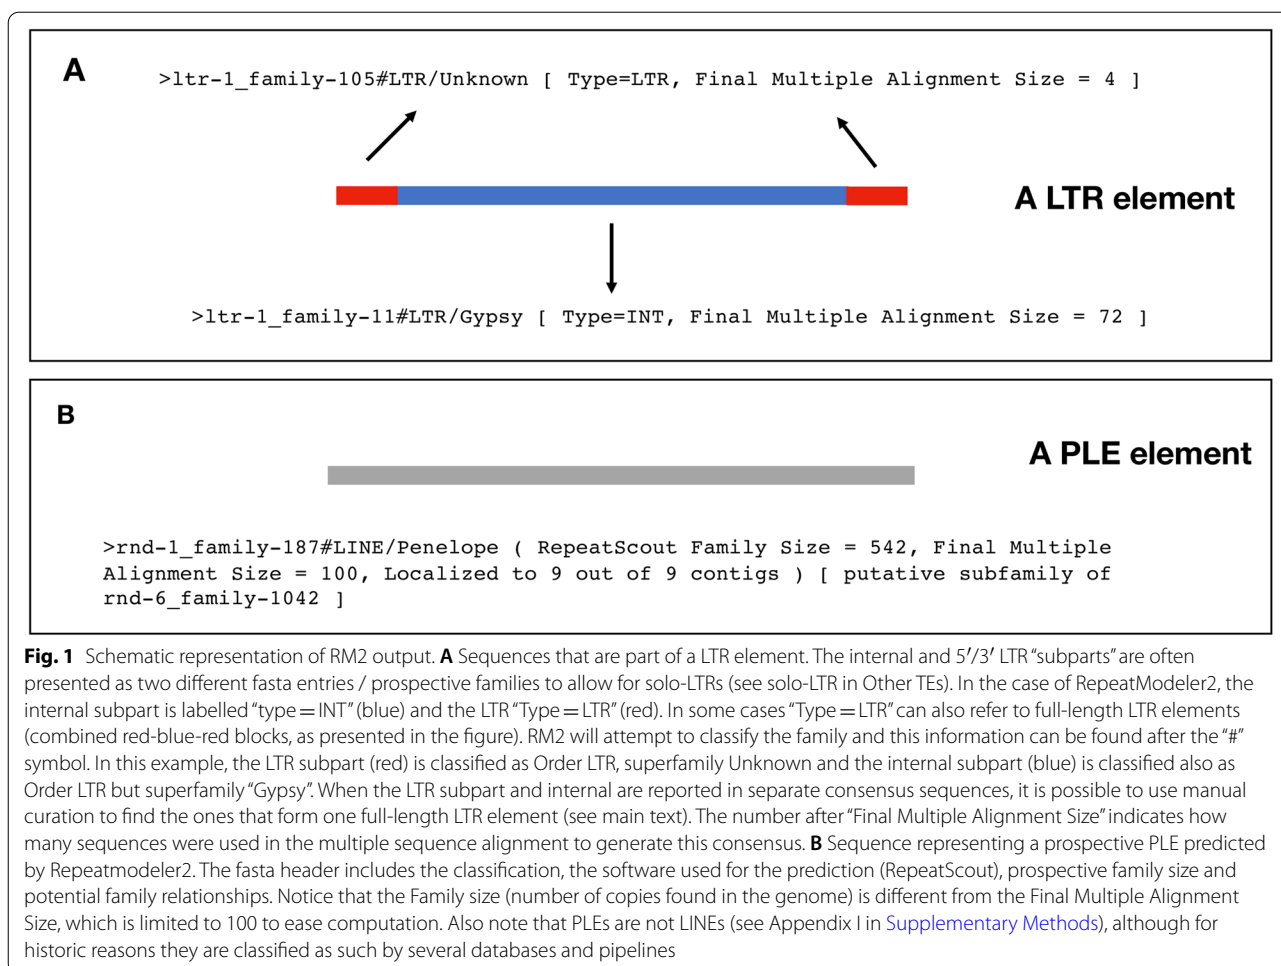 A
>ltr-1_family-105#LTR/Unknown [ Type=LTR, Final Multiple Alignment Size = 4 ]
A LTR element
>ltr-1_family-11#LTR/Gypsy [ Type=INT, Final Multiple Alignment Size = 72 ]
B
A PLE element
>rnd-1_family-187#LINE/Penelope ( RepeatScout Family Size = 542, Final Multiple
Alignment Size = 100, Localized to 9 out of 9 contigs ) [ putative subfamily of
rnd-6_family-1042 ]
Fig. 1 Schematic representation of RM2 output. A Sequences that are part of a LTR element. The internal and 5′/3′ LTR “subparts” are often
presented as two different fasta entries / prospective families to allow for solo-LTRs (see solo-LTR in Other TEs). In the case of RepeatModeler2, the
internal subpart is labelled “type = INT” (blue) and the LTR “Type = LTR” (red). In some cases “Type = LTR” can also refer to full-length LTR elements
(combined red-blue-red blocks, as presented in the figure). RM2 will attempt to classify the family and this information can be found after the “#”
symbol. In this example, the LTR subpart (red) is classified as Order LTR, superfamily Unknown and the internal subpart (blue) is classified also as
Order LTR but superfamily “Gypsy”. When the LTR subpart and internal are reported in separate consensus sequences, it is possible to use manual
curation to find the ones that form one full-length LTR element (see main text). The number after “Final Multiple Alignment Size” indicates how
many sequences were used in the multiple sequence alignment to generate this consensus. B Sequence representing a prospective PLE predicted
by Repeatmodeler2. The fasta header includes the classification, the software used for the prediction (RepeatScout), prospective family size and
potential family relationships. Notice that the Family size (number of copies found in the genome) is different from the Final Multiple Alignment
Size, which is limited to 100 to ease computation. Also note that PLEs are not LINEs (see Appendix I in Supplementary Methods), although for
historic reasons they are classified as such by several databases and pipelines